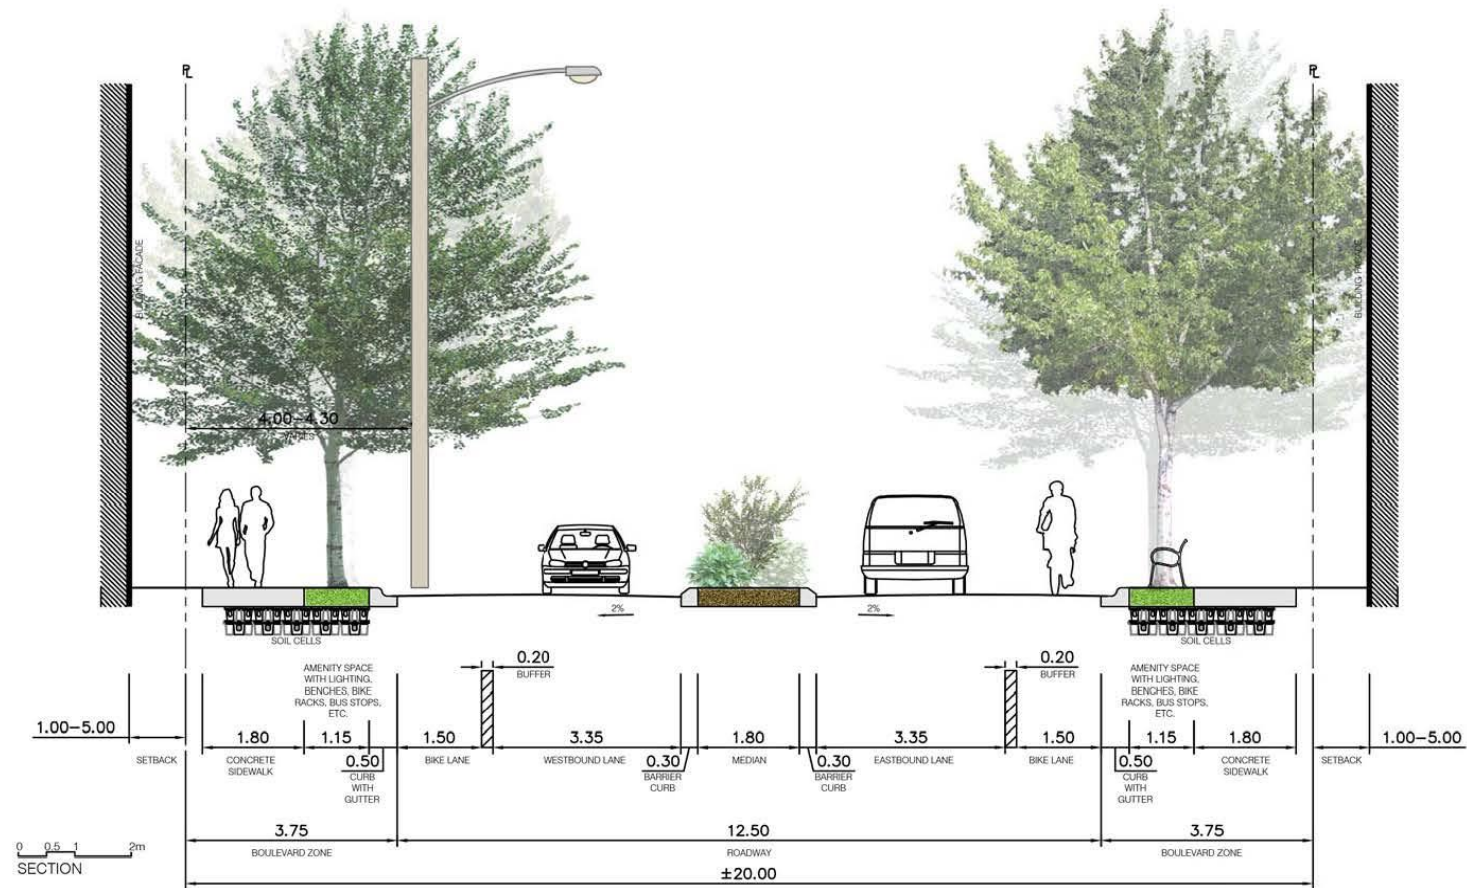 PL
PL
BUILDING FACADE
BUILDING FACADE
4.00-4.30
VARIES
2%
2%
SOIL CELLS
SOIL CELLS
0.20
BUFFER
0.20
BUFFER
AMENITY SPACE
WITH LIGHTING,
BENCHES, BIKE
RACKS, BUS STOPS,
ETC.
AMENITY SPACE
WITH LIGHTING,
BENCHES, BIKE
RACKS, BUS STOPS,
ETC.
1.00-5.00
SETBACK
1.80
CONCRETE
SIDEWALK
1.15
0.50
CURB
WITH
GUTTER
1.50
BIKE LANE
3.35
WESTBOUND LANE
0.30
BARRIER
CURB
1.80
MEDIAN
0.30
BARRIER
CURB
3.35
EASTBOUND LANE
1.50
BIKE LANE
0.50
CURB
WITH
GUTTER
1.15
1.80
CONCRETE
SIDEWALK
SETBACK
1.00-5.00
3.75
BOULEVARD ZONE
12.50
ROADWAY
3.75
BOULEVARD ZONE
±20.00
0 0.5 1 2m
SECTION